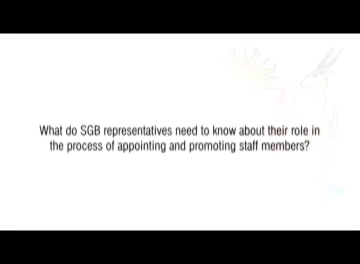 What do SGB representatives need to know about their role in
the process of appointing and promoting staff members?